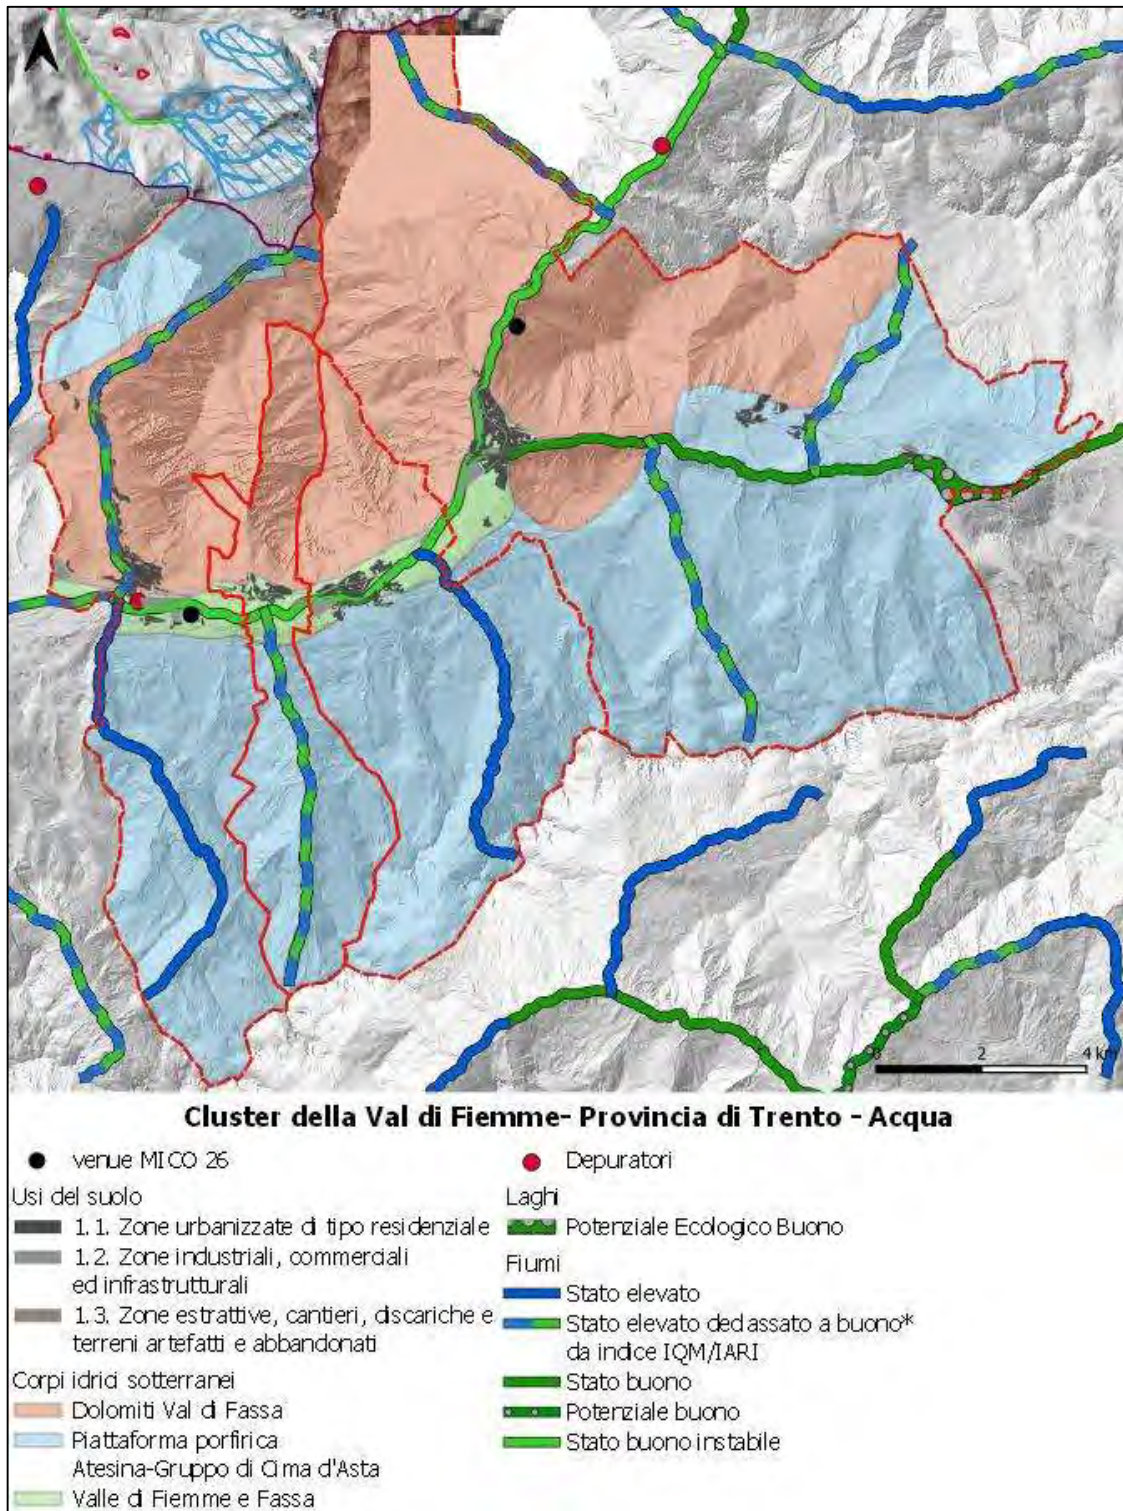 0 2 4 km
Cluster della Val di Fiemme- Provincia di Trento - Acqua
venue MICO 26
Usi del suolo
1.1. Zone urbanizzate di tipo residenziale
1.2. Zone industriali, commerciali
ed infrastrutturali
1.3. Zone estrattive, cantieri, discariche e
terreni artefatti e abbandonati
Corpi idrici sotterranei
Dolomiti Val di Fassa
Piattaforma porfirica
Atesina-Gruppo di Cima d'Asta
Valle di Fiemme e Fassa
Depuratori
Laghi
Potenziale Ecologico Buono
Fiumi
Stato elevato
Stato elevato declassato a buono*
da indice IQM/IARI
Stato buono
Potenziale buono
Stato buono instabile